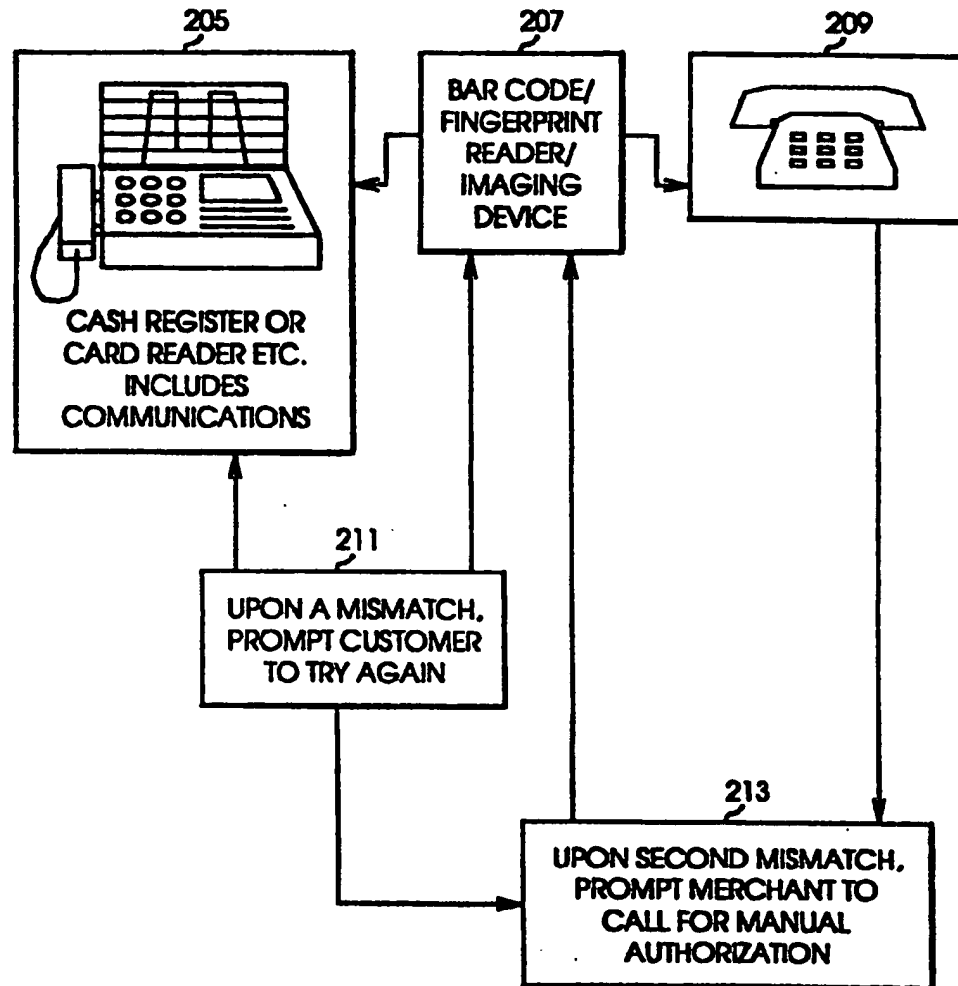 205
207
209
BAR CODE/
FINGERPRINT
READER/
IMAGING
DEVICE
CASH REGISTER OR
CARD READER ETC.
INCLUDES
COMMUNICATIONS
211
UPON A MISMATCH,
PROMPT CUSTOMER
TO TRY AGAIN
213
UPON SECOND MISMATCH,
PROMPT MERCHANT TO
CALL FOR MANUAL
AUTHORIZATION